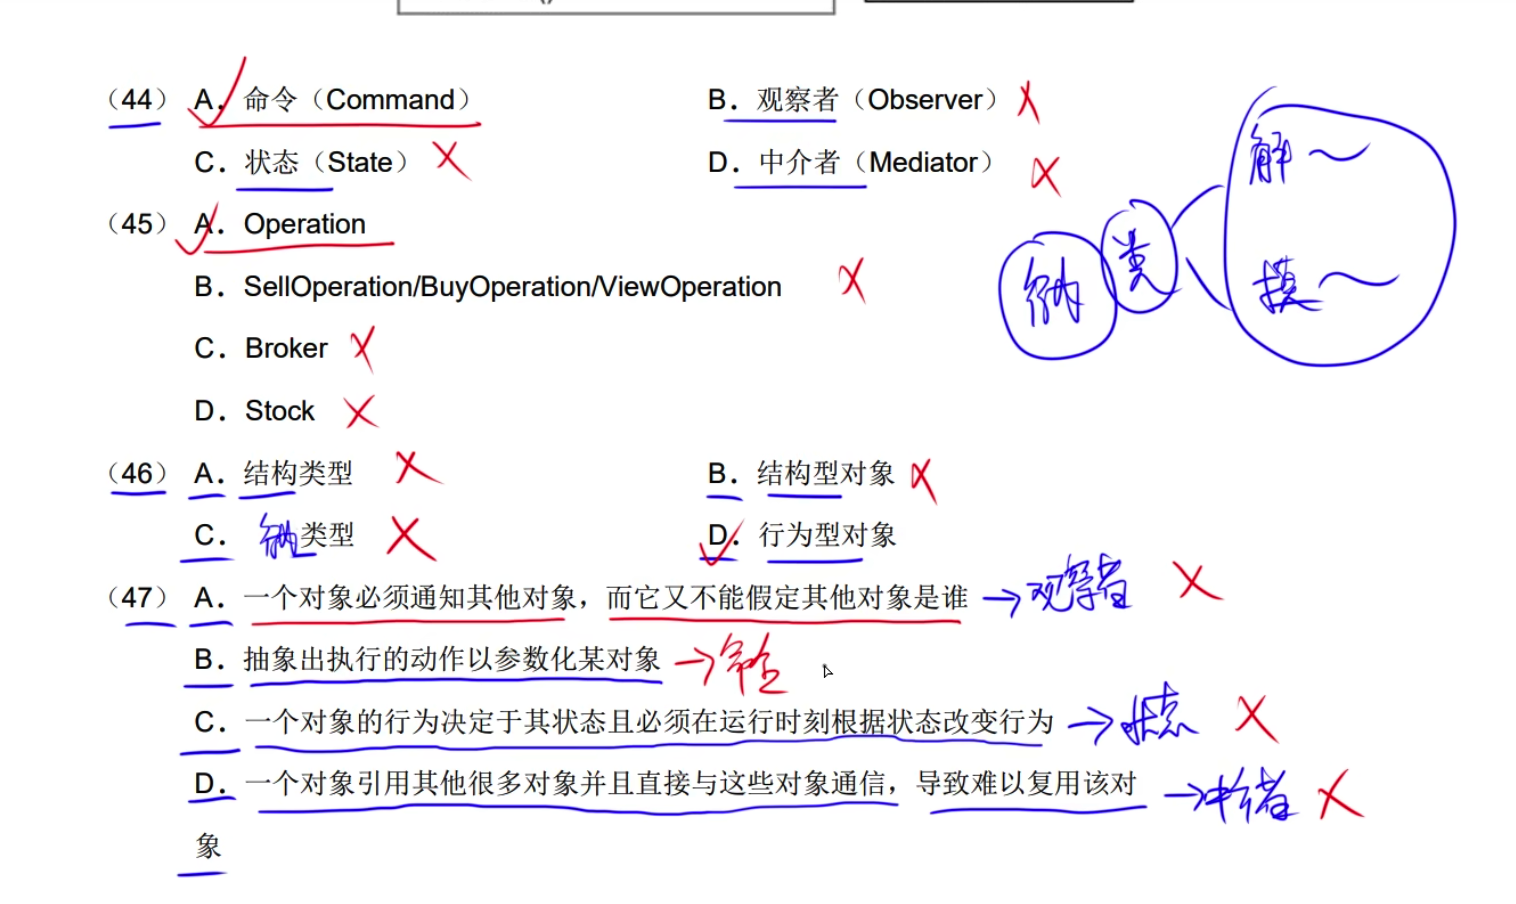 （44） A．命令（Command） B．观察者（Observer）
C．状态（State） D．中介者（Mediator）
解
（45） A．Operation
类
纳
模
B．SellOperation/BuyOperation/ViewOperation
C．Broker
D．Stock
（46） A．结构类型 B．结构型对象
C．类型 D．行为型对象
（47） A．一个对象必须通知其他对象，而它又不能假定其他对象是谁 →观察者
B．抽象出执行的动作以参数化某对象 →命令
C．一个对象的行为决定于其状态且必须在运行时刻根据状态改变行为 →状态
D．一个对象引用其他很多对象并且直接与这些对象通信，导致难以复用该对 →中介者
象